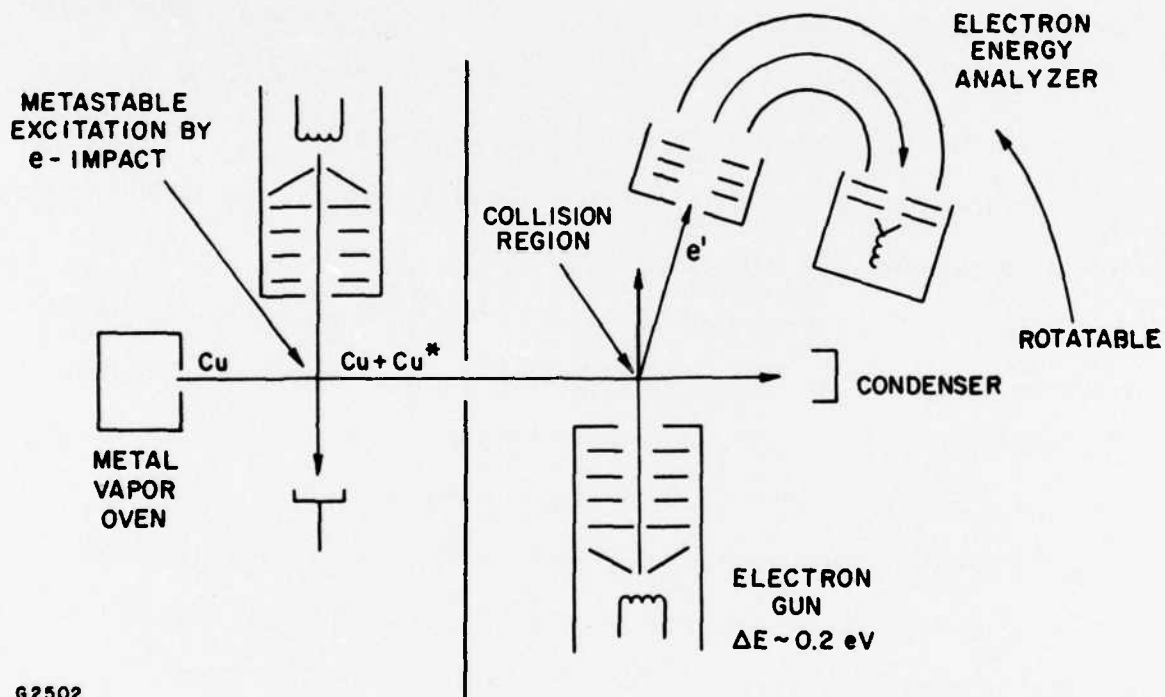 METASTABLE
EXCITATION BY
e- IMPACT
COLLISION
REGION
ELECTRON
ENERGY
ANALYZER
e'
ROTATABLE
Cu
Cu + Cu*
CONDENSER
METAL
VAPOR
OVEN
ELECTRON
GUN
ΔE ~ 0.2 eV
G2502